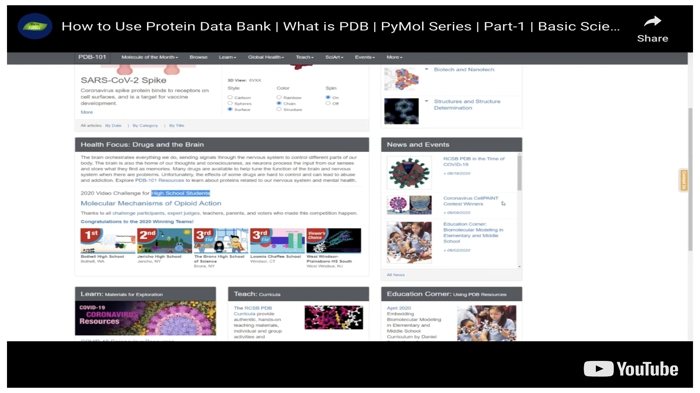 How to Use Protein Data Bank | What is PDB | PyMol Series | Part-1 | Basic Scie...
Share
PDB-101 Molecule of the Month Browse Learn Global Health Teach SciArt Events More
SARS-CoV-2 Spike
Coronavirus spike protein binds to receptors on
cell surfaces, and is a target for vaccine
development.
More
3D View: 6VXX
Style Color Spin
Cartoon Rainbow On
Spheres Chain Off
Surface Structure
All articles: By Date | By Category | By Title
Biotech and Nanotech
Structures and Structure
Determination
Health Focus: Drugs and the Brain
The brain orchestrates everything we do, sending signals through the nervous system to control different parts of our
body. The brain is also the home of our thoughts and consciousness, as neurons process the input from our senses
and store what they mean as memories. Many drugs are available to help tune the function of the brain and nervous
system when there are problems. Unfortunately, the effects of some drugs are hard to control and can lead to abuse
and addiction. Explore PDB-101 Resources to learn about proteins related to our nervous system and mental health.
2020 Video Challenge for High School Students
Molecular Mechanisms of Opioid Action
Thanks to all challenge participants, expert judges, teachers, parents, and voters who made this competition happen.
Congratulations to the 2020 Winning Teams!
1st 2nd 3rd 3rd
Bothell High School
Bothell, WA
Jericho High School
Jericho, NY
The Bronx High School
of Science
Bronx, NY
Loomis Chaffee School
Windsor, CT
West Windsor
Plainsboro HS South
West Windsor, NJ
News and Events
RCSB PDB in the Time of
COVID-19
Coronavirus CellPAINT
Contest Winners
Education Corner:
Biomolecular Modeling
in Elementary and
Middle School
All News
Learn: Materials for Exploration
COVID-19
CORONAVIRUS
Resources
Teach: Curricula
The RCSB PDB
Curricula provide
authentic, hands-on
teaching materials,
individual and group
activities and
Education Corner: Using PDB Resources
April 2020
Embedding
Biomolecular Modeling
in Elementary and
Middle School
Curriculum by Daniel
YouTube